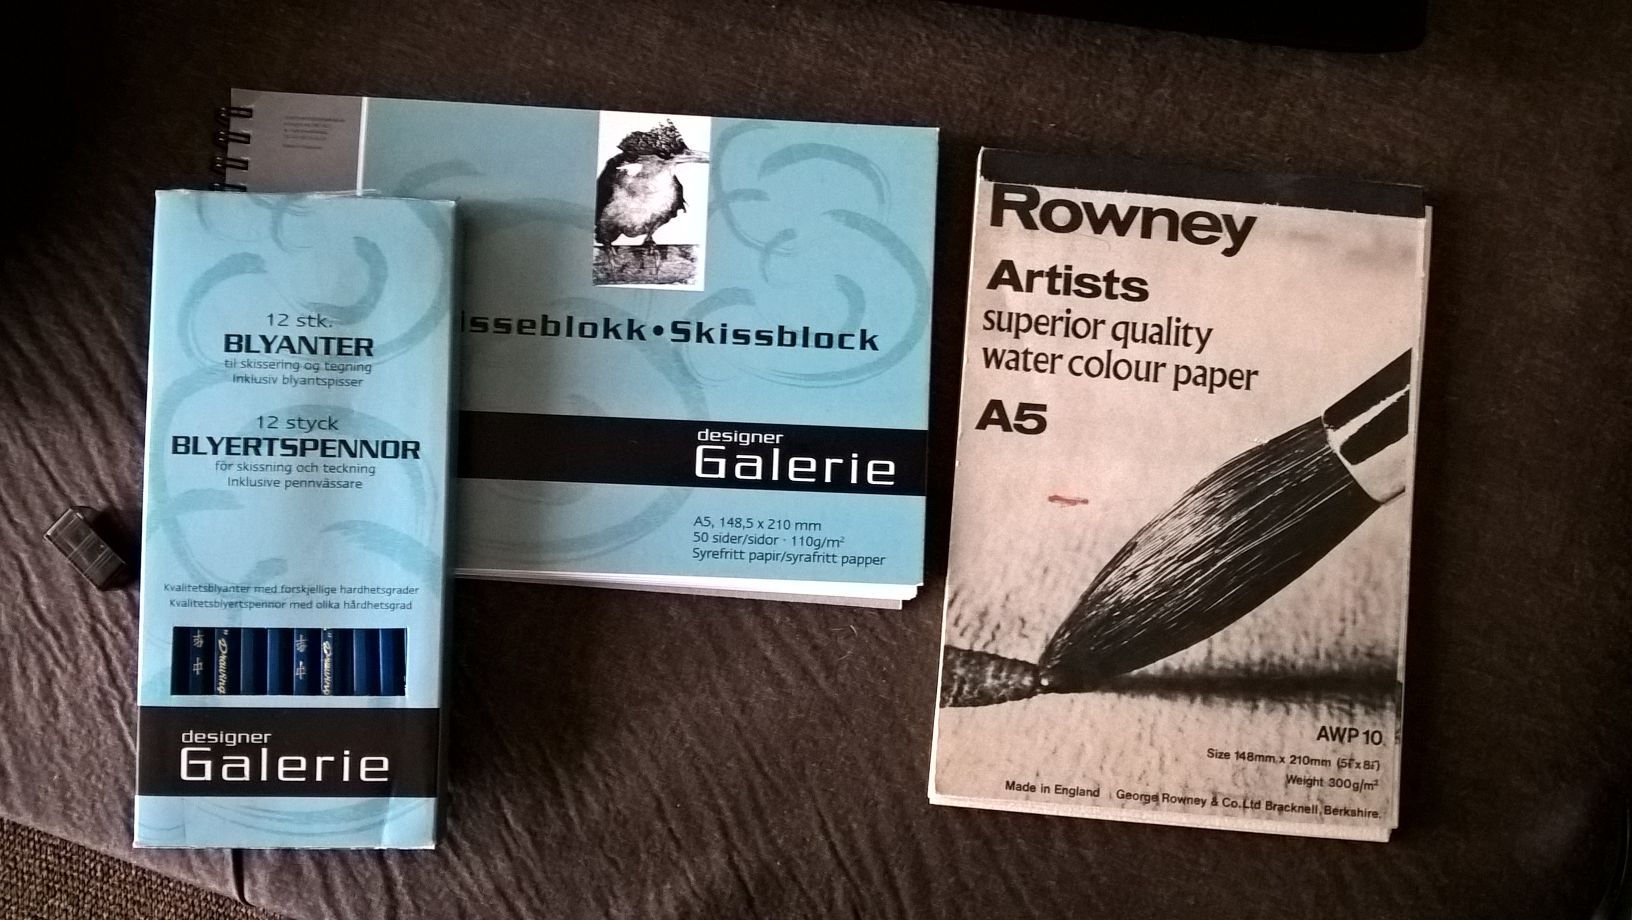 12 stk.
BLYANTER
til skissering og tegning
Inklusiv blyantspisser
12 styck
BLYERTSPENNOR
för skissning och teckning
Inklusive pennvässare
Kvalitetsblyanter med forskjellige hardhetsgrader
Kvalitetsblyertspennor med olika hårdhetsgrad
designer
Galerie
isseblokk • Skissblock
designer
Galerie
A5, 148,5 x 210 mm
50 sider/sidor · 110g/m²
Syrefritt papir/syrafritt papper
Rowney
Artists
superior quality
water colour paper
A5
AWP 10
Size 148mm x 210mm
Weight 300g/m²
Made in England George Rowney & Co. Ltd Bracknell, Berkshire.